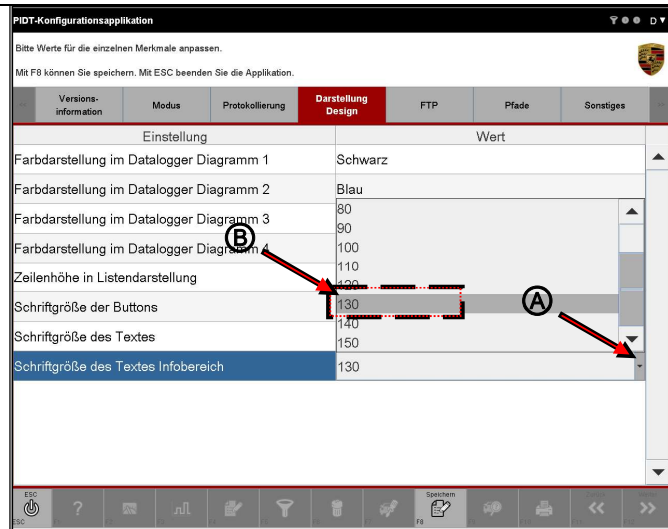 PIDT-Konfigurationsapplikation
D
Bitte Werte für die einzelnen Merkmale anpassen.
Mit F8 können Sie speichern. Mit ESC beenden Sie die Applikation.
Versions-
information
Modus
Protokollierung
Darstellung
Design
FTP
Pfade
Sonstiges
Einstellung
Wert
Farbdarstellung im Datalogger Diagramm 1
Schwarz
Farbdarstellung im Datalogger Diagramm 2
Blau
Farbdarstellung im Datalogger Diagramm 3
Farbdarstellung im Datalogger Diagramm 4
Zeilenhöhe in Listendarstellung
Schriftgröße der Buttons
Schriftgröße des Textes
80
90
100
110
120
130
140
150
B
A
Schriftgröße des Textes Infobereich
130
ESC
ESC
Speichern
F8